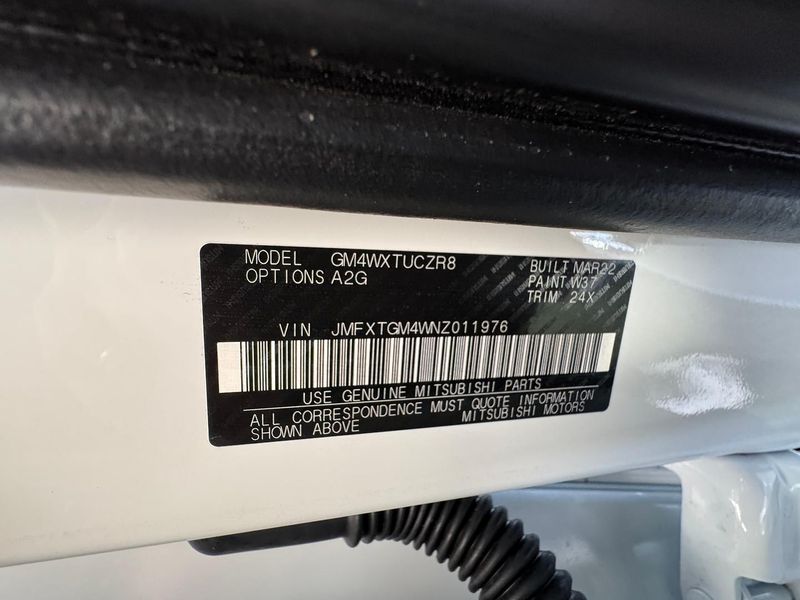 MODEL GM4WXTUCZR8 BUILT MAR22
OPTIONS A2G PAINT W37
TRIM 24X
VIN JMFXTGM4WNZ011976
USE GENUINE MITSUBISHI PARTS
ALL CORRESPONDENCE MUST QUOTE INFORMATION
SHOWN ABOVE MITSUBISHI MOTORS